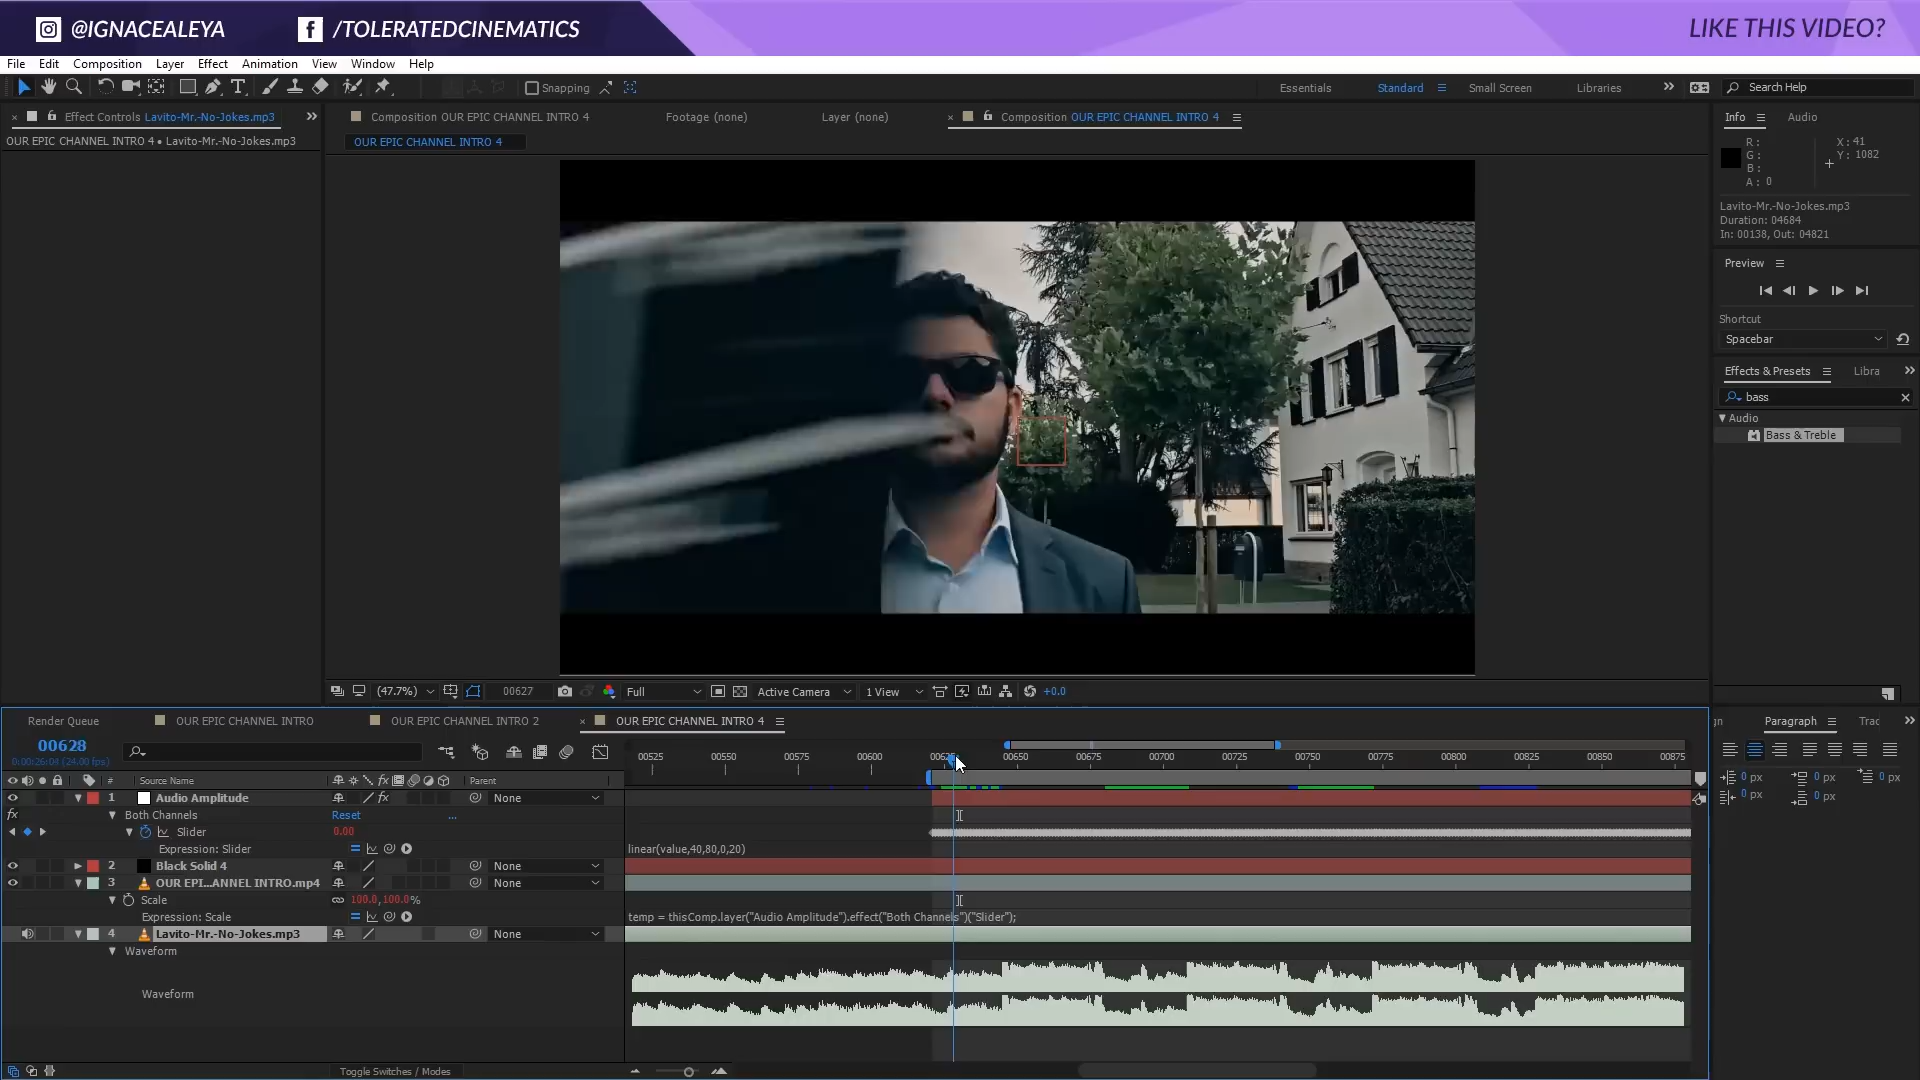 @IGNACEALEYA /TOLERATEDCINEMATICS LIKE THIS VIDEO?
File Edit Composition Layer Effect Animation View Window Help
Snapping Essentials Standard Small Screen Libraries Search Help
Effect Controls Lavito-Mr.-No-Jokes.mp3 Composition OUR EPIC CHANNEL INTRO 4 Footage (none) Layer (none) Composition OUR EPIC CHANNEL INTRO 4 Info Audio
OUR EPIC CHANNEL INTRO 4 • Lavito-Mr.-No-Jokes.mp3 OUR EPIC CHANNEL INTRO 4
R: X: 41
G: Y: 1082
B:
A: 0
Lavito-Mr.-No-Jokes.mp3
Duration: 04684
In: 00138, Out: 04821
Preview
Shortcut
Spacebar
Effects & Presets Libra
bass
Audio
Bass & Treble
(47.7%) 00627 Full Active Camera 1 View +0.0
Render Queue OUR EPIC CHANNEL INTRO OUR EPIC CHANNEL INTRO 2 OUR EPIC CHANNEL INTRO 4
gn Paragraph Trac
00628
0:00:26:04 (24.00 fps)
00525 00550 00575 00600 00650 00675 00700 00725 00750 00775 00800 00825 00850 00875
# Source Name Parent
0 px 0 px 0 px
0 px 0 px
1 Audio Amplitude None
Both Channels Reset ...
Slider 0.00
Expression: Slider linear(value,40,80,0,20)
2 Black Solid 4 None
3 OUR EPI...ANNEL INTRO.mp4 None
Scale 100.0,100.0%
Expression: Scale temp = thisComp.layer("Audio Amplitude").effect("Both Channels")("Slider");
4 Lavito-Mr.-No-Jokes.mp3 None
Waveform
Waveform
Toggle Switches / Modes